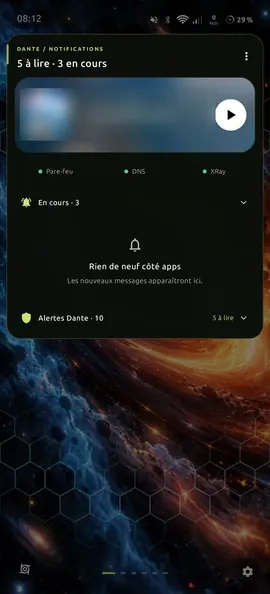 08:12
29 %
DANTE / NOTIFICATIONS
5 à lire · 3 en cours
Pare-feu
DNS
XRay
En cours · 3
Rien de neuf côté apps
Les nouveaux messages apparaîtront ici.
Alertes Dante · 10
5 à lire